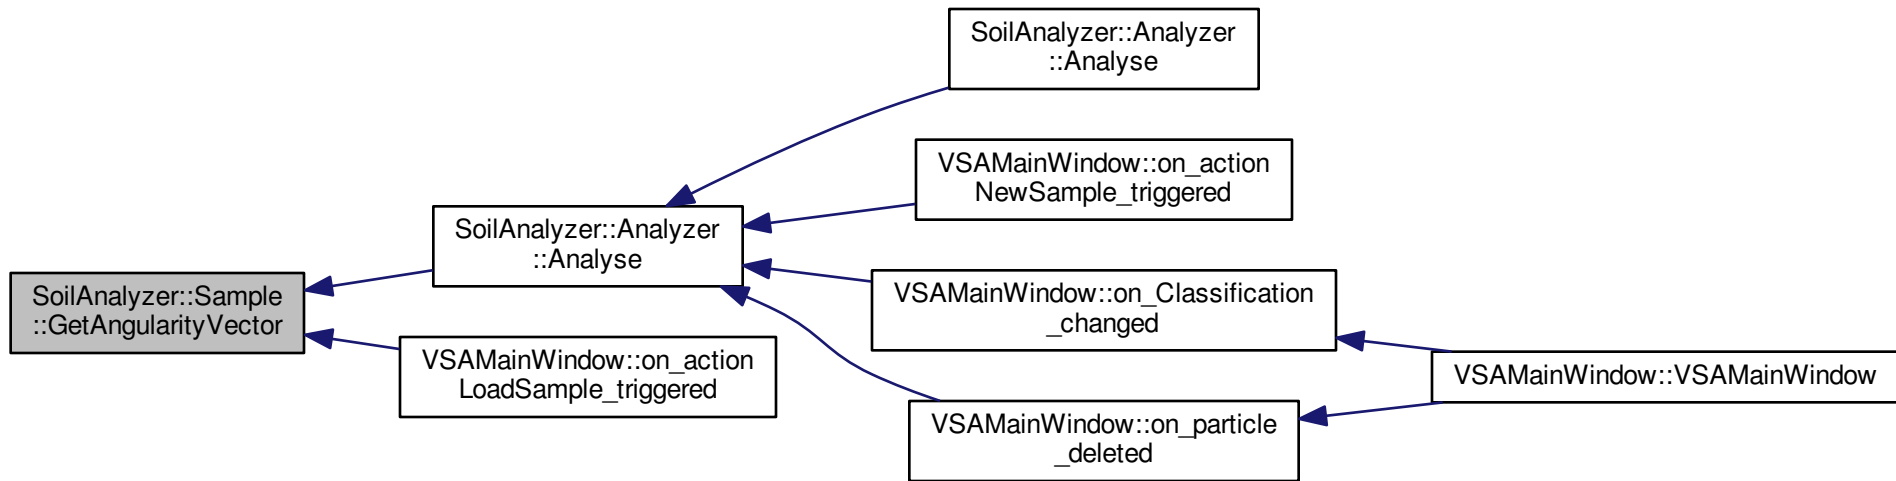 SoilAnalyzer::Analyzer
::Analyse
VSAMainWindow::on_action
NewSample_triggered
SoilAnalyzer::Analyzer
::Analyse
SoilAnalyzer::Sample
::GetAngularityVector
VSAMainWindow::on_Classification
_changed
VSAMainWindow::on_action
LoadSample_triggered
VSAMainWindow::VSAMainWindow
VSAMainWindow::on_particle
_deleted